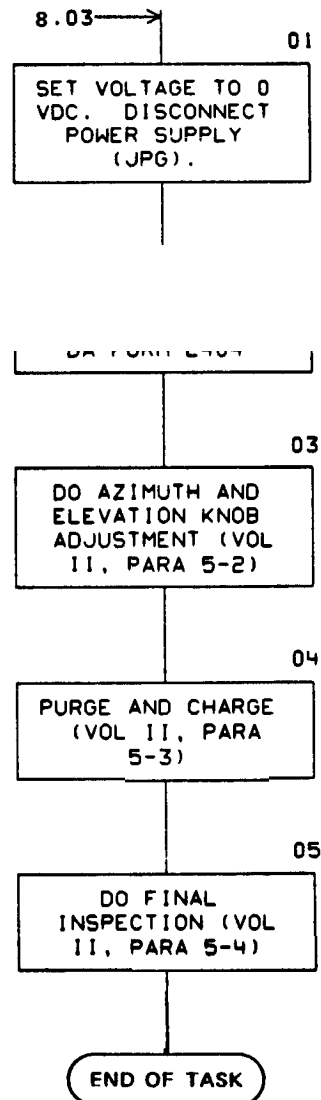 8.03
01
SET VOLTAGE TO 0
VDC. DISCONNECT
POWER SUPPLY
(JPG).
03
DO AZIMUTH AND
ELEVATION KNOB
ADJUSTMENT (VOL
II, PARA 5-2)
04
PURGE AND CHARGE
(VOL II, PARA
5-3)
05
DO FINAL
INSPECTION (VOL
II, PARA 5-4)
END OF TASK